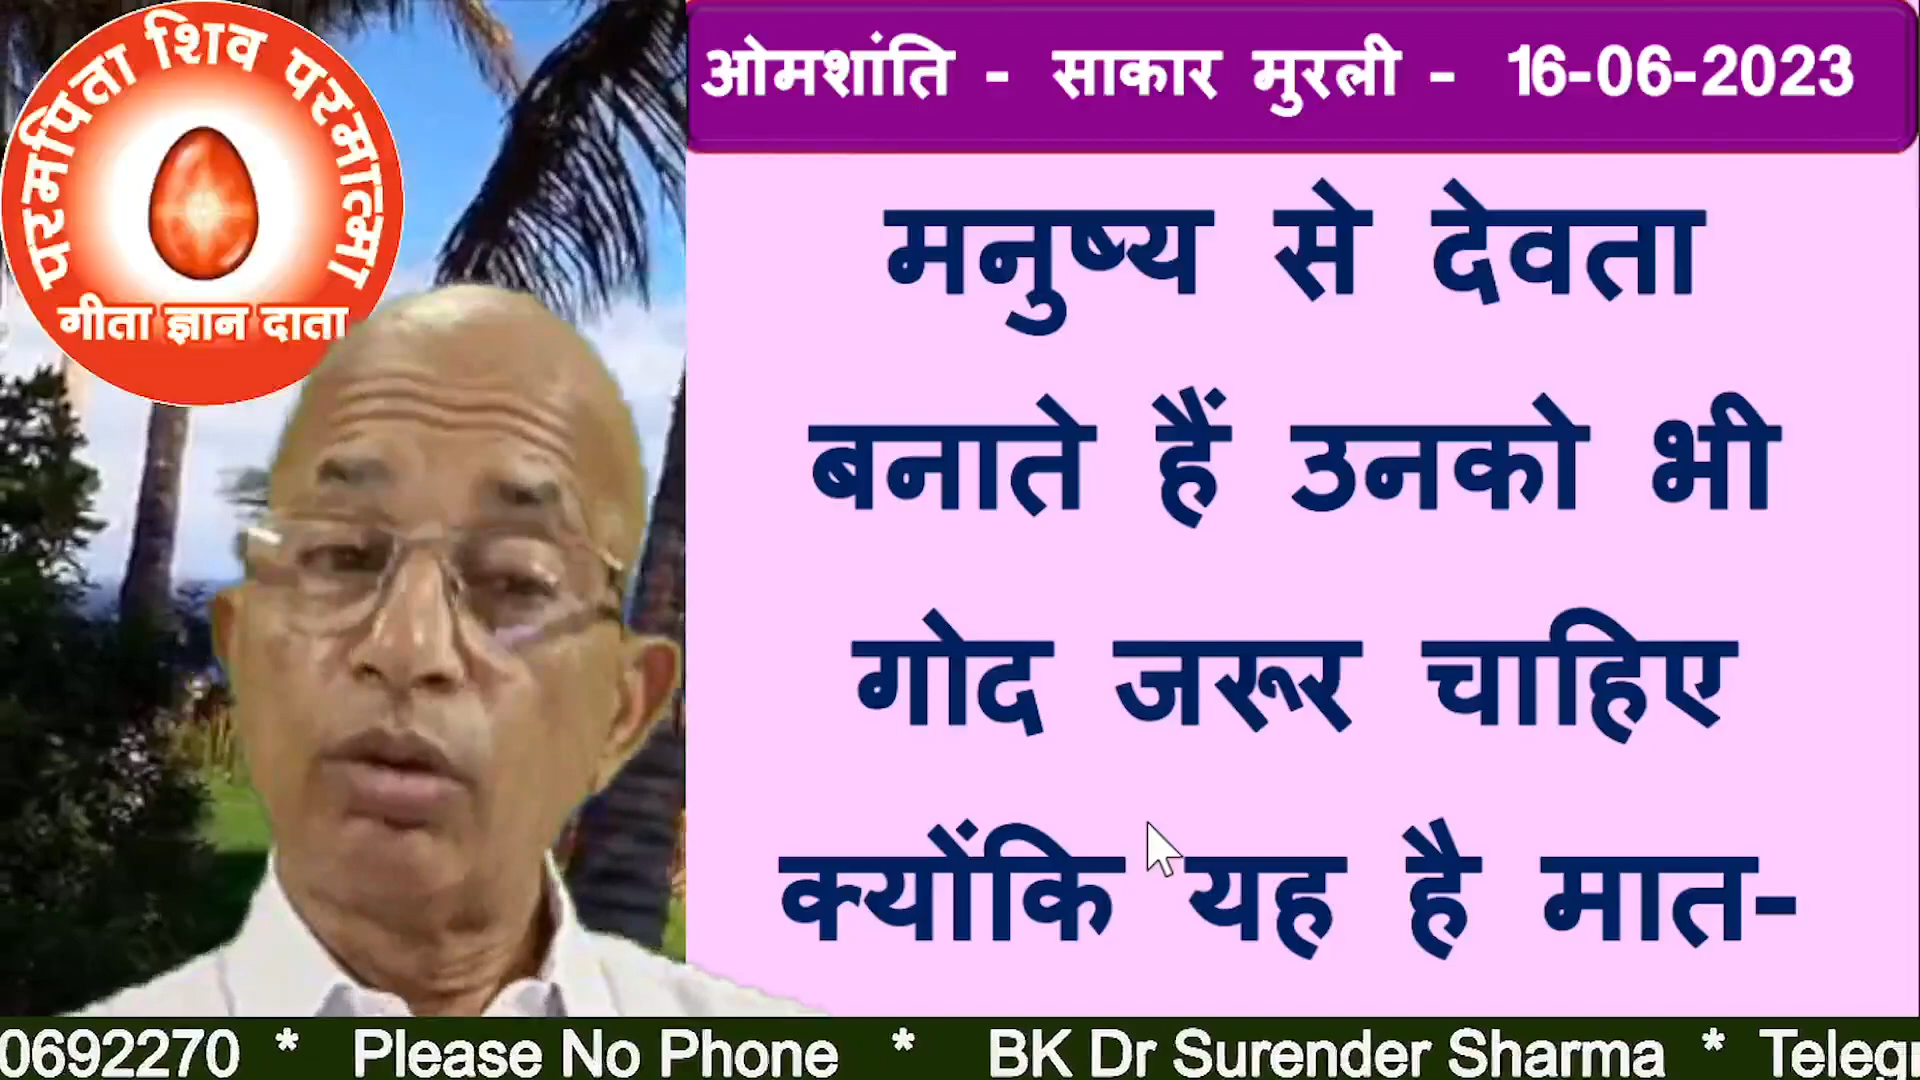 परमपिता शिव परमात्मा
गीता ज्ञान दाता
ओमशांति - साकार मुरली - 16-06-2023
मनुष्य से देवता
बनाते हैं उनको भी
गोद जरूर चाहिए
क्योंकि यह है मात-
0692270 * Please No Phone * BK Dr Surender Sharma * Telegr